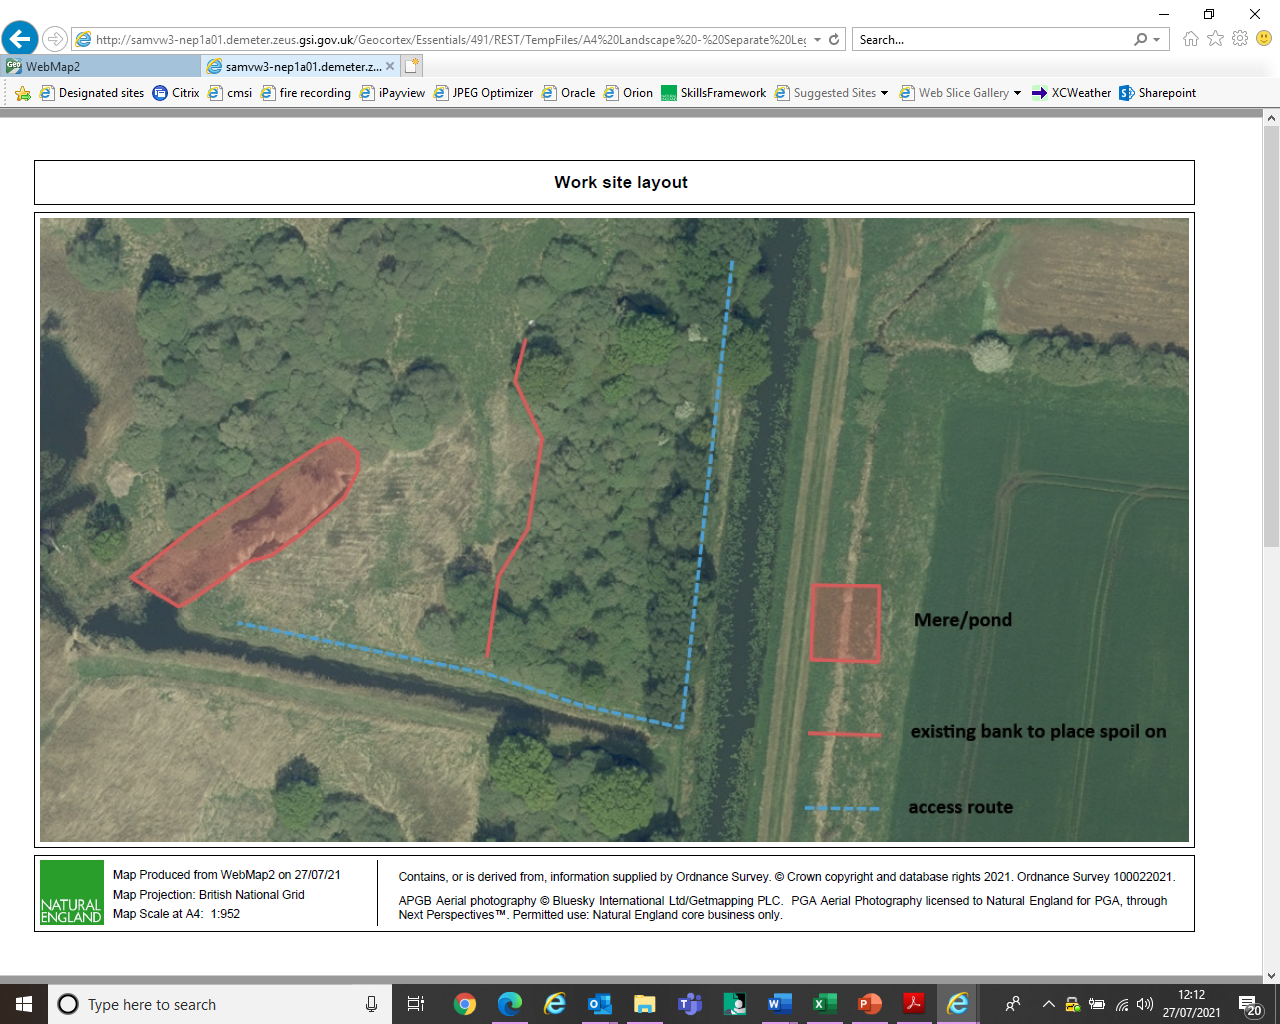 http://samvw3-nep1a01.demeter.zeus.gsi.gov.uk/Geocortex/Essentials/491/REST/TempFiles/A4%20Landscape%20-%20Separate%20Leg
Search...
WebMap2
samvw3-nep1a01.demeter.z...
Designated sites Citrix cmsi fire recording iPayview JPEG Optimizer Oracle Orion SkillsFramework Suggested Sites Web Slice Gallery XCWeather Sharepoint
Work site layout
Mere/pond
existing bank to place spoil on
access route
NATURAL
ENGLAND
Map Produced from WebMap2 on 27/07/21
Map Projection: British National Grid
Map Scale at A4: 1:952
Contains, or is derived from, information supplied by Ordnance Survey. © Crown copyright and database rights 2021. Ordnance Survey 100022021.
APGB Aerial photography © Bluesky International Ltd/Getmapping PLC. PGA Aerial Photography licensed to Natural England for PGA, through
Next Perspectives™. Permitted use: Natural England core business only.
Type here to search
12:12
27/07/2021
20